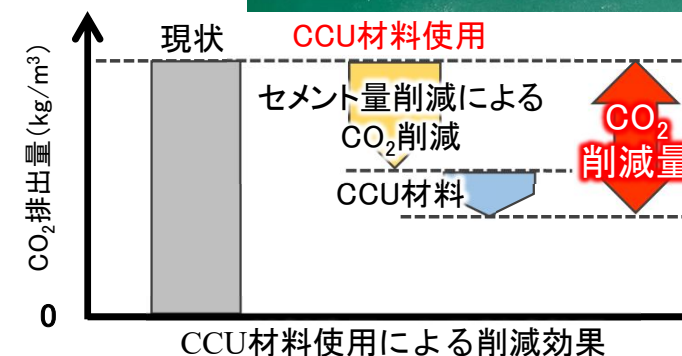 現状
CCU材料使用
CO₂排出量(kg/m³)
セメント量削減による
CO₂削減
CCU材料
CO₂
削減量
0
CCU材料使用による削減効果